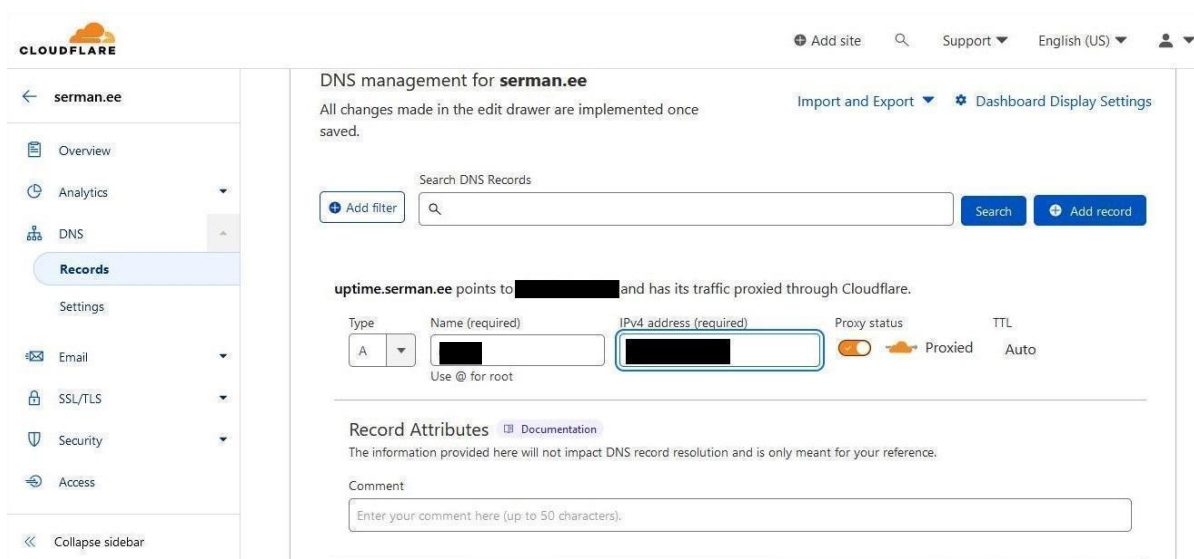 CLOUDFLARE
Add site
Support
English (US)
serman.ee
Overview
Analytics
DNS
Records
Settings
Email
SSL/TLS
Security
Access
Collapse sidebar
DNS management for serman.ee
All changes made in the edit drawer are implemented once
saved.
Import and Export
Dashboard Display Settings
Search DNS Records
Add filter
Search
Add record
uptime.serman.ee points to and has its traffic proxied through Cloudflare.
Type
Name (required)
IPv4 address (required)
Proxy status
TTL
A
Proxied
Auto
Use @ for root
Record Attributes
Documentation
The information provided here will not impact DNS record resolution and is only meant for your reference.
Comment
Enter your comment here (up to 50 characters).